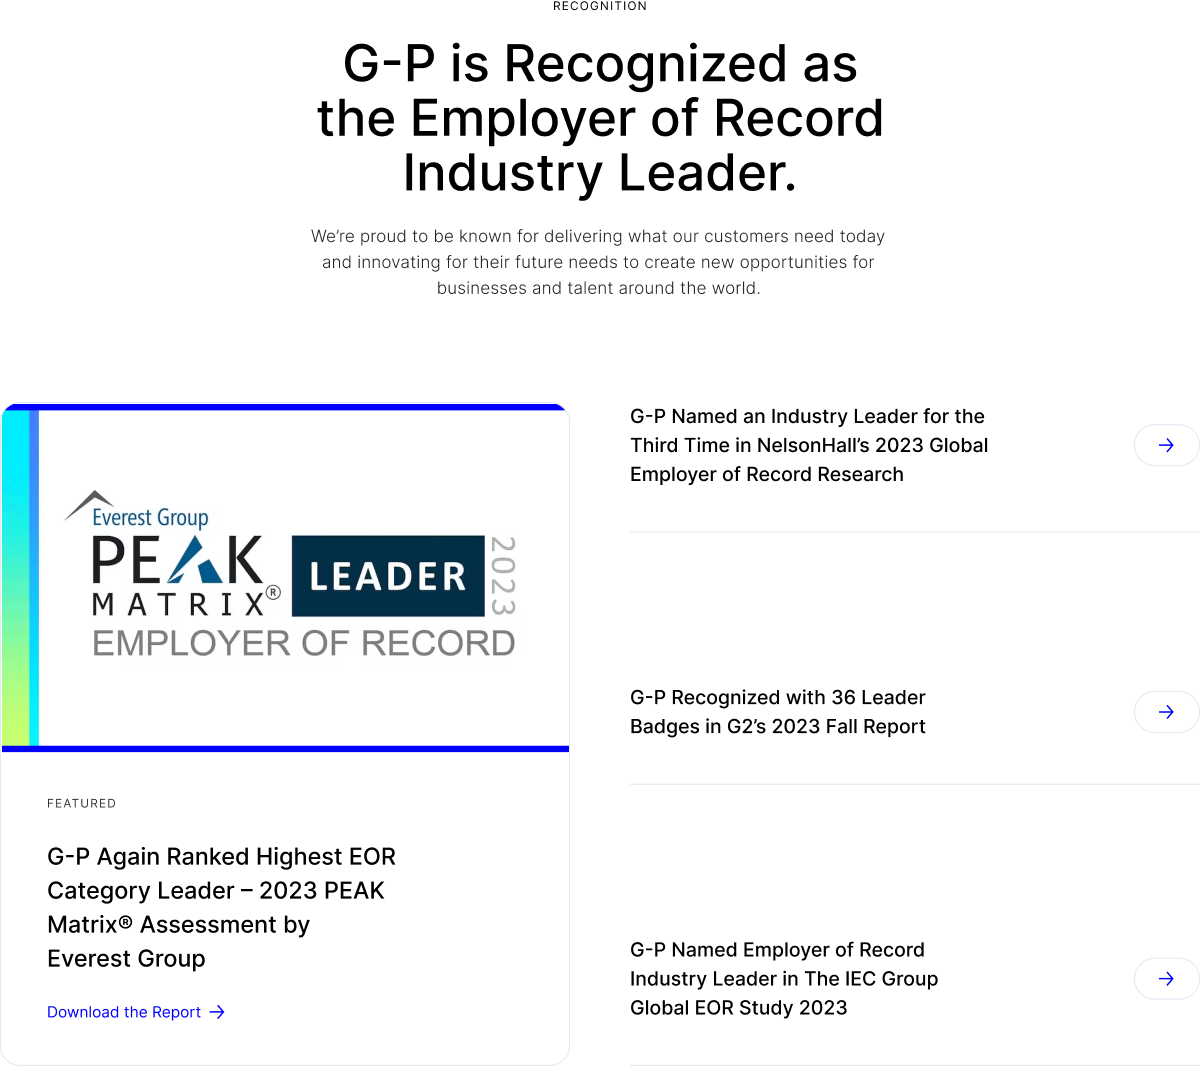 RECOGNITION
G-P is Recognized as
the Employer of Record
Industry Leader.
We’re proud to be known for delivering what our customers need today
and innovating for their future needs to create new opportunities for
businesses and talent around the world.
Everest Group
PEAK
MATRIX®
LEADER
2023
EMPLOYER OF RECORD
FEATURED
G-P Again Ranked Highest EOR
Category Leader – 2023 PEAK
Matrix® Assessment by
Everest Group
Download the Report →
G-P Named an Industry Leader for the
Third Time in NelsonHall’s 2023 Global
Employer of Record Research
G-P Recognized with 36 Leader
Badges in G2’s 2023 Fall Report
G-P Named Employer of Record
Industry Leader in The IEC Group
Global EOR Study 2023